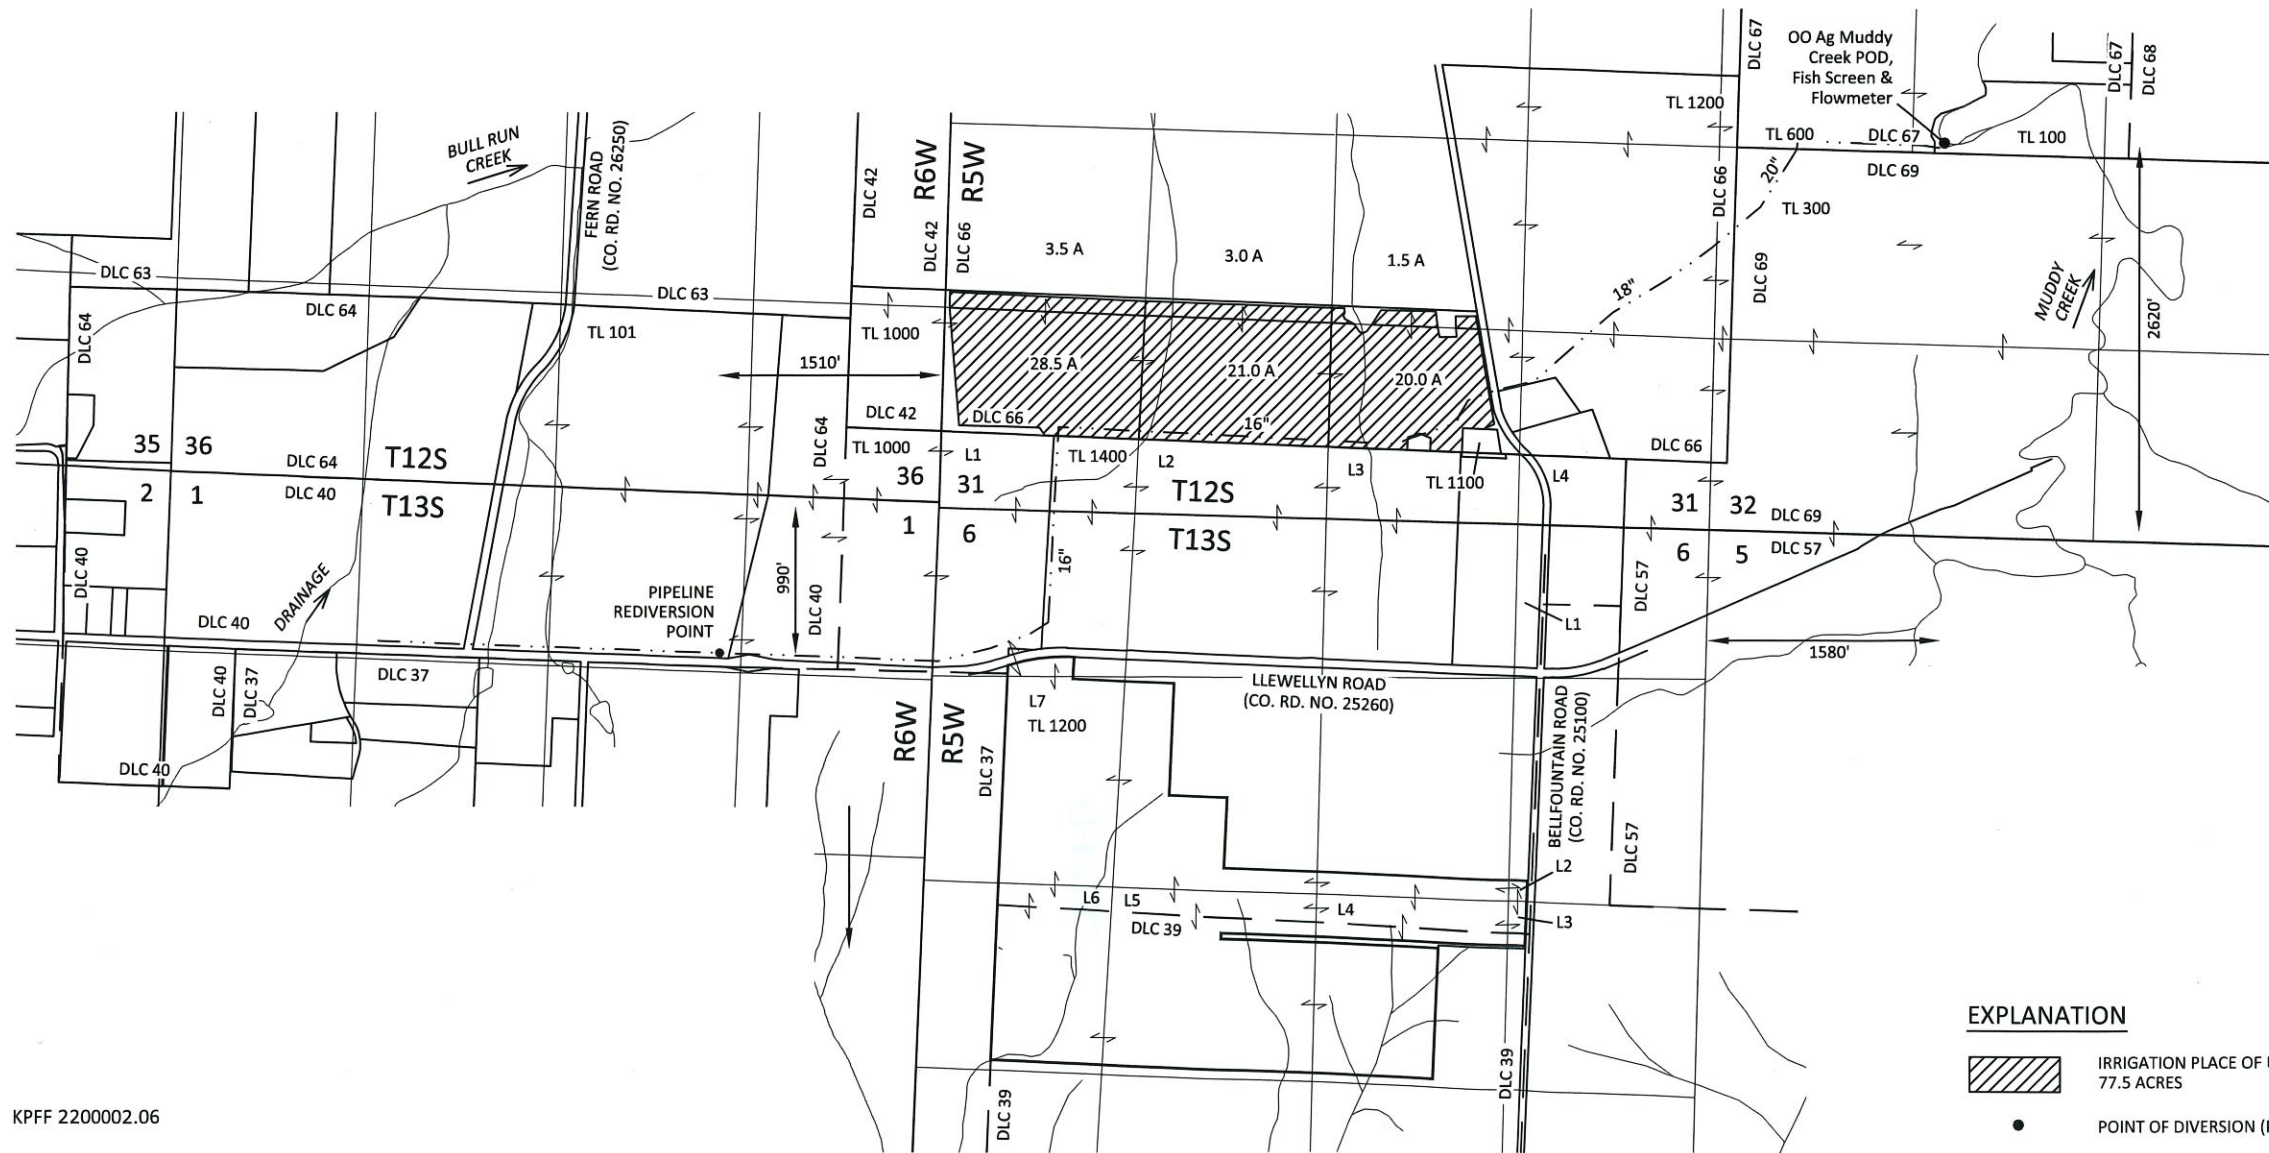 OO Ag Muddy
Creek POD,
Fish Screen &
Flowmeter
DLC 67
DLC 67
DLC 68
TL 1200
TL 600
DLC 67
TL 100
DLC 69
20"
TL 300
DLC 66
DLC 69
18"
MUDDY
CREEK
2620'
BULL RUN
CREEK
FERN ROAD
(CO. RD. NO. 26250)
DLC 42
R6W
R5W
DLC 42
DLC 66
3.5 A
3.0 A
1.5 A
DLC 63
DLC 63
DLC 64
DLC 64
TL 101
TL 1000
1510'
28.5 A
21.0 A
20.0 A
DLC 42
DLC 66
16"
DLC 64
TL 1000
L1
TL 1400
L2
L3
TL 1100
L4
DLC 66
35
36
DLC 64
T12S
36
31
T12S
31
32
DLC 69
2
1
DLC 40
T13S
1
6
T13S
6
5
DLC 57
DLC 40
16"
990'
DLC 40
DLC 57
PIPELINE
REDIVERSION
POINT
DRAINAGE
DLC 40
L1
1580'
DLC 40
DLC 37
DLC 37
LLEWELLYN ROAD
(CO. RD. NO. 25260)
L7
TL 1200
R6W
R5W
DLC 37
BELLFOUNTAIN ROAD
(CO. RD. NO. 25100)
DLC 40
DLC 57
L2
L6
L5
L4
L3
DLC 39
DLC 39
DLC 39
EXPLANATION
IRRIGATION PLACE OF
77.5 ACRES
POINT OF DIVERSION
KPFF 2200002.06